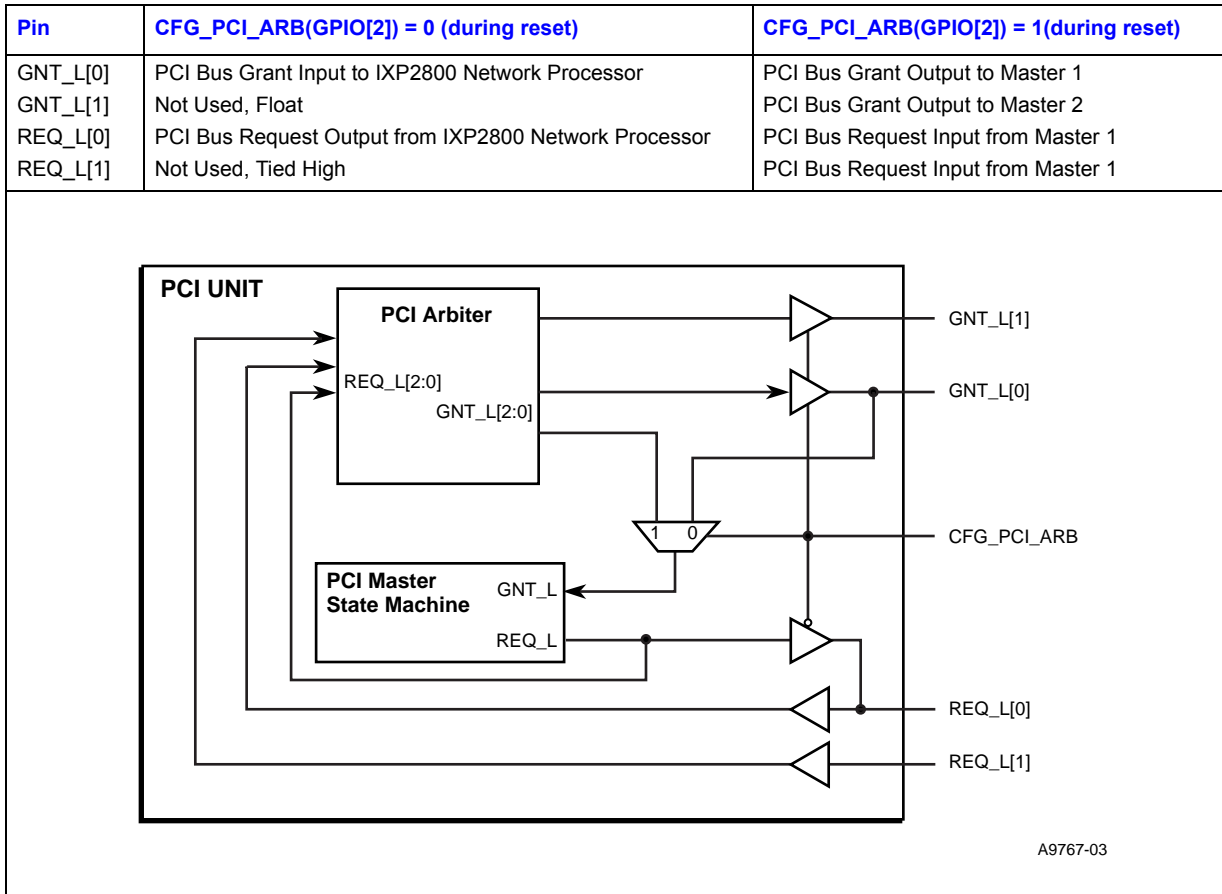 Pin CFG_PCI_ARB(GPIO[2]) = 0 (during reset) CFG_PCI_ARB(GPIO[2]) = 1(during reset)
GNT_L[0] PCI Bus Grant Input to IXP2800 Network Processor PCI Bus Grant Output to Master 1
GNT_L[1] Not Used, Float PCI Bus Grant Output to Master 2
REQ_L[0] PCI Bus Request Output from IXP2800 Network Processor PCI Bus Request Input from Master 1
REQ_L[1] Not Used, Tied High PCI Bus Request Input from Master 1
PCI UNIT
PCI Arbiter
GNT_L[1]
REQ_L[2:0]
GNT_L[0]
GNT_L[2:0]
1 0
CFG_PCI_ARB
PCI Master
State Machine
GNT_L
REQ_L
REQ_L[0]
REQ_L[1]
A9767-03